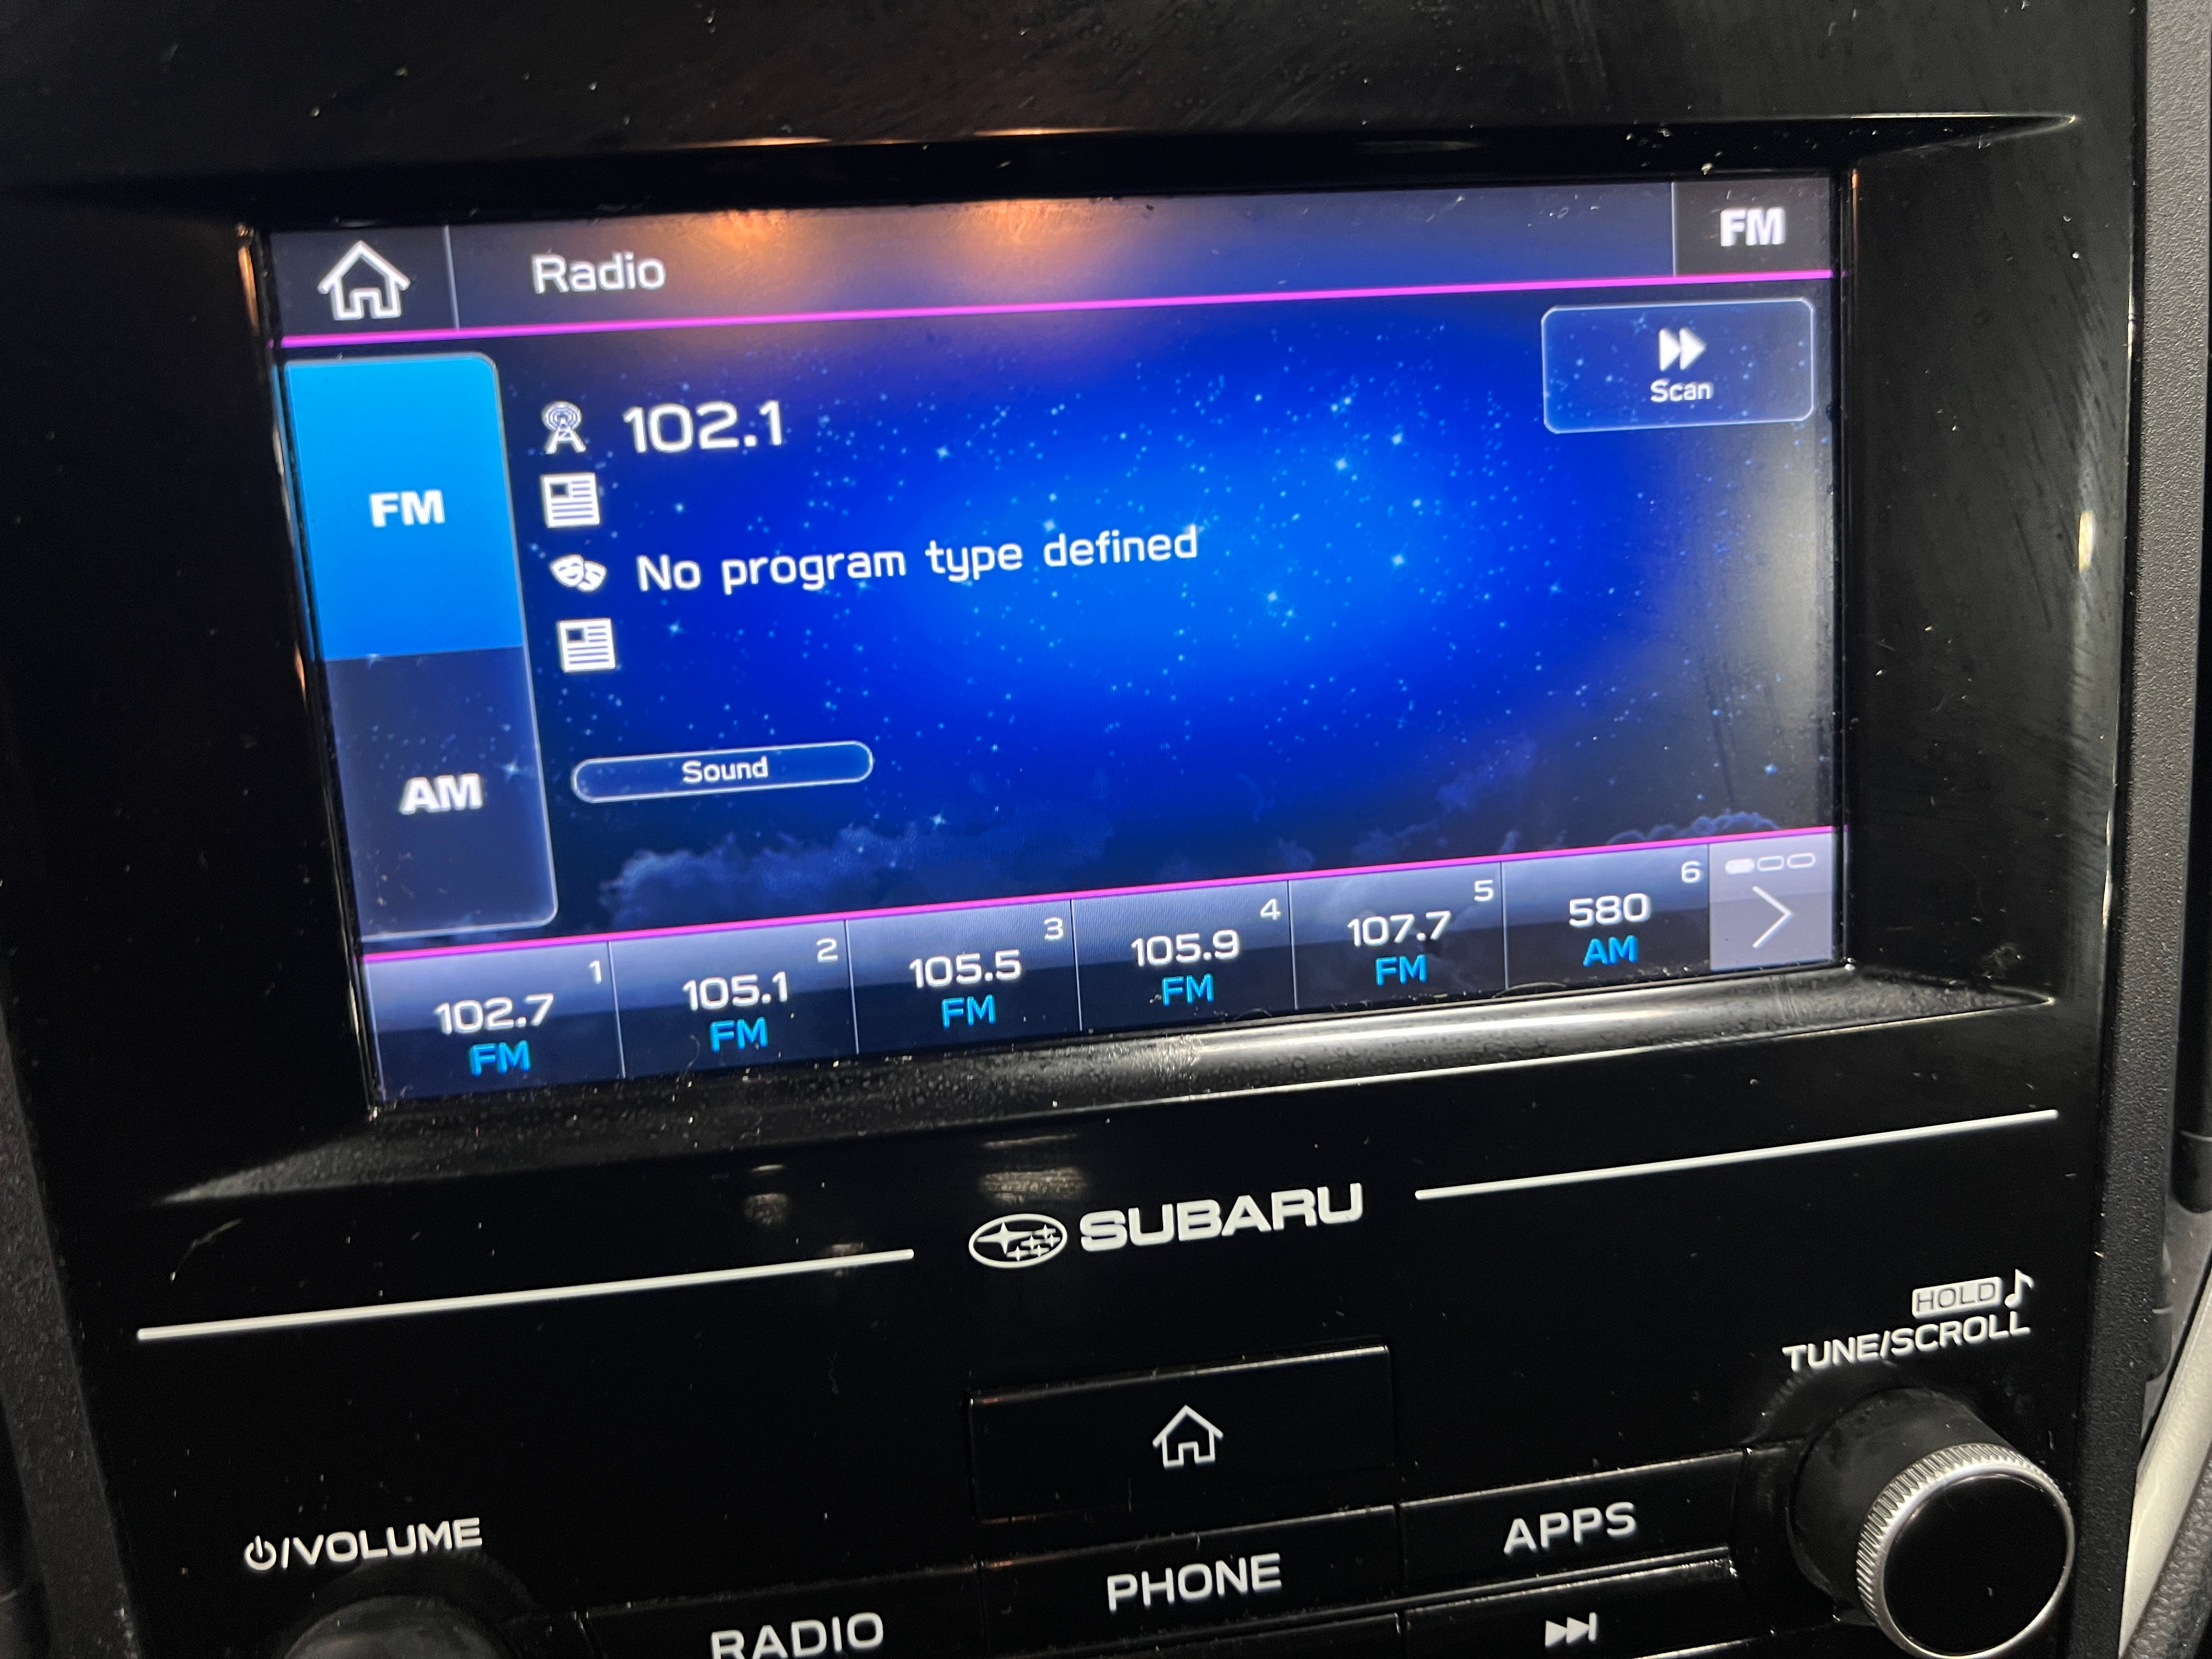 Radio
FM
Scan
102.1
FM
No program type defined
AM
Sound
1
102.7
FM
2
105.1
FM
3
105.5
FM
4
105.9
FM
5
107.7
FM
6
580
AM
SUBARU
HOLD
TUNE/SCROLL
/VOLUME
APPS
PHONE
RADIO